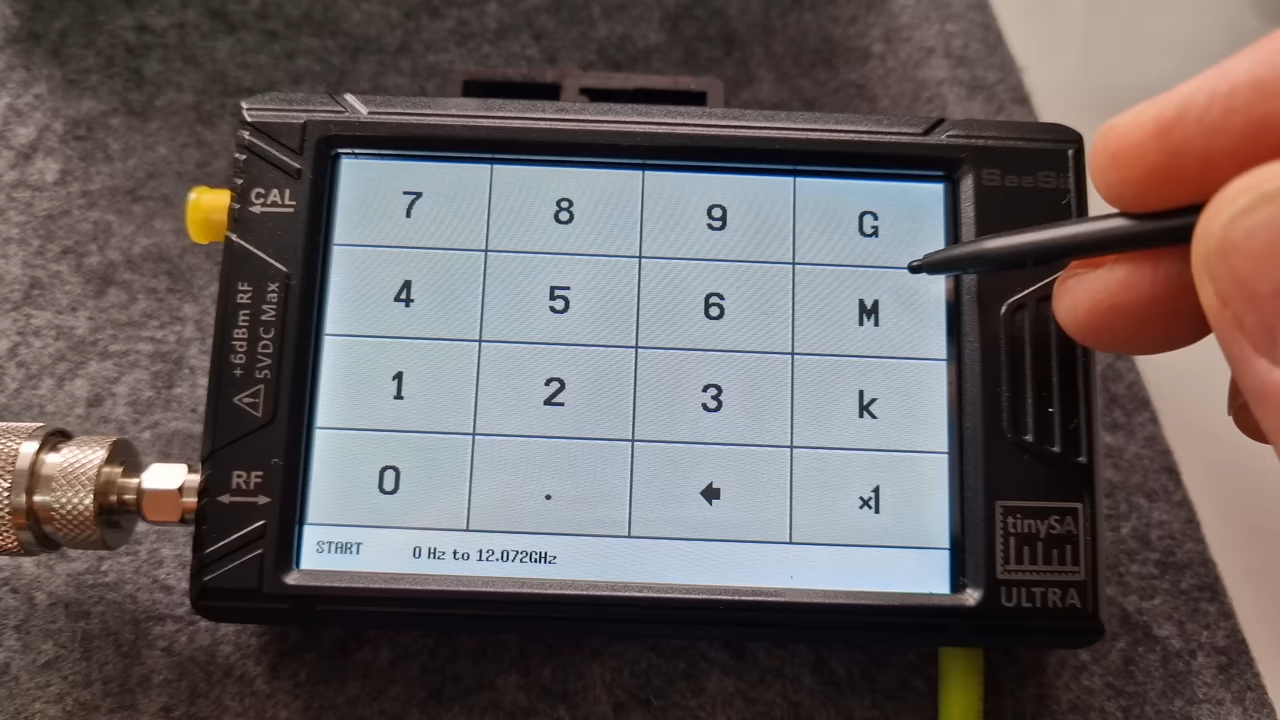 SeeSii
CAL
7 8 9 G
4 5 6 M
+6dBm RF
5VDC Max
1 2 3 k
RF
0 . ×1
START 0 Hz to 12.072GHz
tinySA
ULTRA